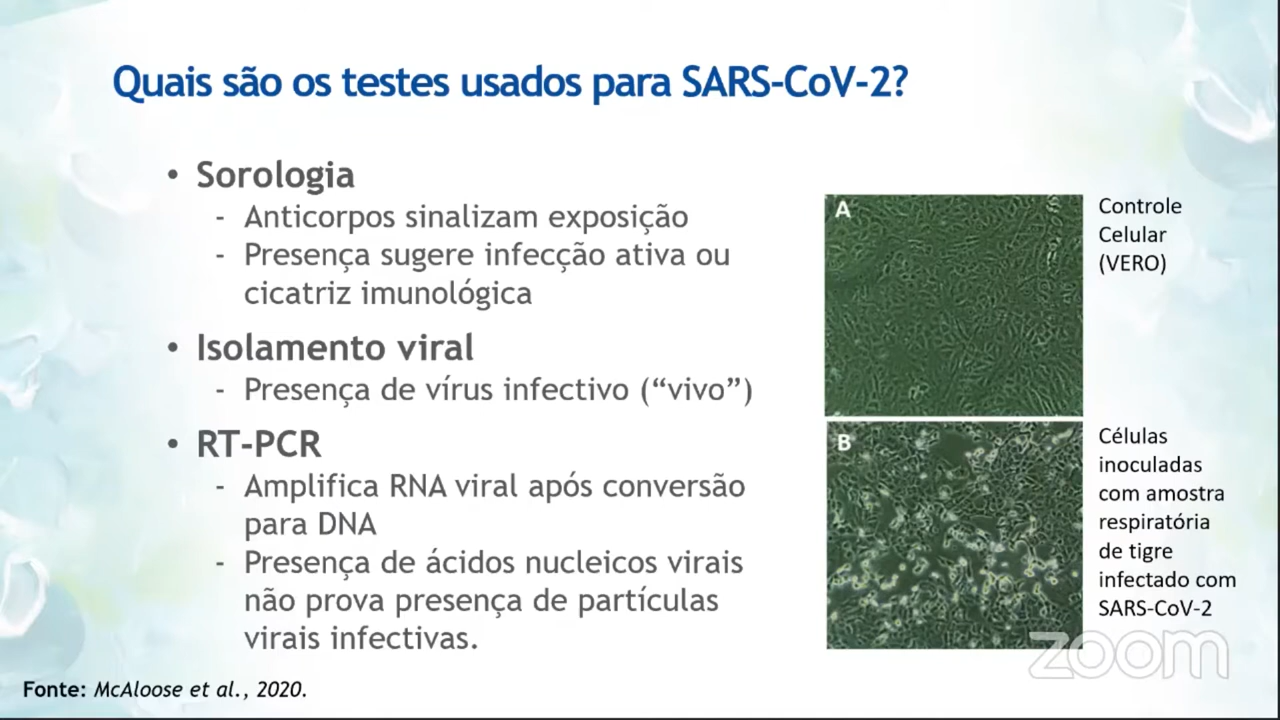 Quais são os testes usados para SARS-CoV-2?
• Sorologia
- Anticorpos sinalizam exposição
- Presença sugere infecção ativa ou
cicatriz imunológica
• Isolamento viral
- Presença de vírus infectivo (“vivo”)
• RT-PCR
- Amplifica RNA viral após conversão
para DNA
- Presença de ácidos nucleicos virais
não prova presença de partículas
virais infectivas.
A
Controle
Celular
(VERO)
B
Células
inoculadas
com amostra
respiratória
de tigre
infectado com
SARS-CoV-2
zoom
Fonte: McAloose et al., 2020.